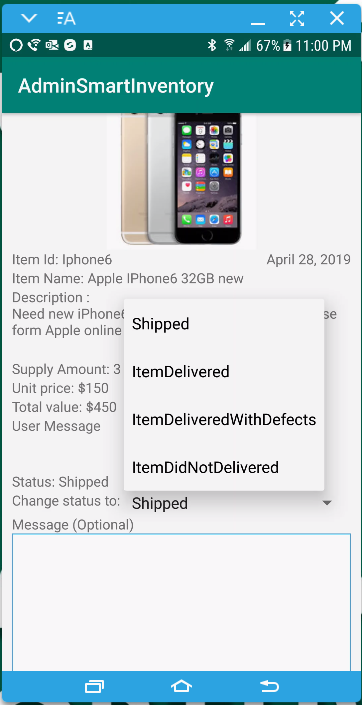 67% 11:00 PM
AdminSmartInventory
Item Id: Iphone6 April 28, 2019
Item Name: Apple IPhone6 32GB new
Description :
Need new iPhone6 se
form Apple online
Shipped
ItemDelivered
ItemDeliveredWithDefects
ItemDidNotDelivered
Supply Amount: 3
Unit price: $150
Total value: $450
User Message
Status: Shipped
Change status to: Shipped
Message (Optional)